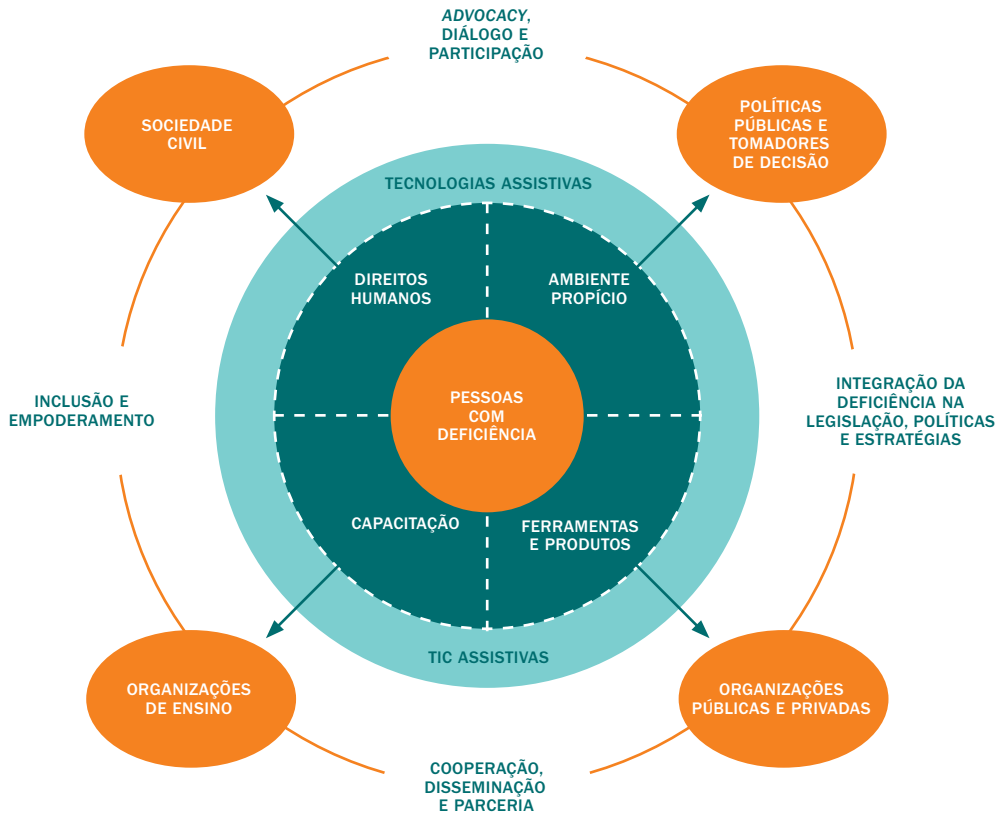 ADVOCACY,
DIÁLOGO E
PARTICIPAÇÃO
SOCIEDADE
CIVIL
POLÍTICAS
PÚBLICAS E
TOMADORES
DE DECISÃO
TECNOLOGIAS ASSISTIVAS
DIREITOS
HUMANOS
AMBIENTE
PROPÍCIO
INCLUSÃO E
EMPODERAMENTO
PESSOAS
COM
DEFICIÊNCIA
INTEGRAÇÃO DA
DEFICIÊNCIA NA
LEGISLAÇÃO, POLÍTICAS
E ESTRATÉGIAS
CAPACITAÇÃO
FERRAMENTAS
E PRODUTOS
TIC ASSISTIVAS
ORGANIZAÇÕES
DE ENSINO
ORGANIZAÇÕES
PÚBLICAS E PRIVADAS
COOPERAÇÃO,
DISSEMINAÇÃO
E PARCERIA